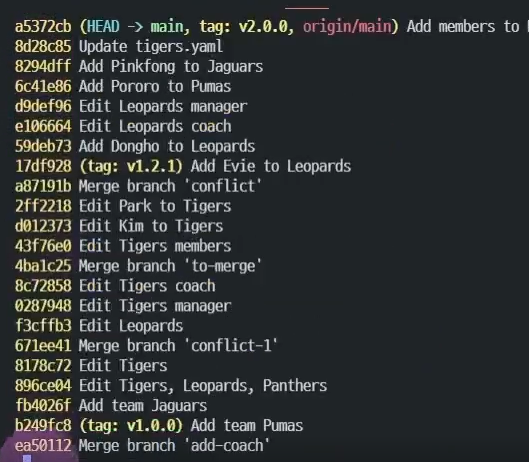 a5372cb (HEAD -> main, tag: v2.0.0, origin/main) Add members to
8d28c85 Update tigers.yaml
8294dff Add Pinkfong to Jaguars
6c41e86 Add Pororo to Pumas
d9def96 Edit Leopards manager
e106664 Edit Leopards coach
59deb73 Add Dongho to Leopards
17df928 (tag: v1.2.1) Add Evie to Leopards
a87191b Merge branch 'conflict'
2ff2218 Edit Park to Tigers
d012373 Edit Kim to Tigers
43f76e0 Edit Tigers members
4ba1c25 Merge branch 'to-merge'
8c72858 Edit Tigers coach
0287948 Edit Tigers manager
f3cffb3 Edit Leopards
671ee41 Merge branch 'conflict-1'
8178c72 Edit Tigers
896ce04 Edit Tigers, Leopards, Panthers
fb4026f Add team Jaguars
b249fc8 (tag: v1.0.0) Add team Pumas
ea50112 Merge branch 'add-coach'